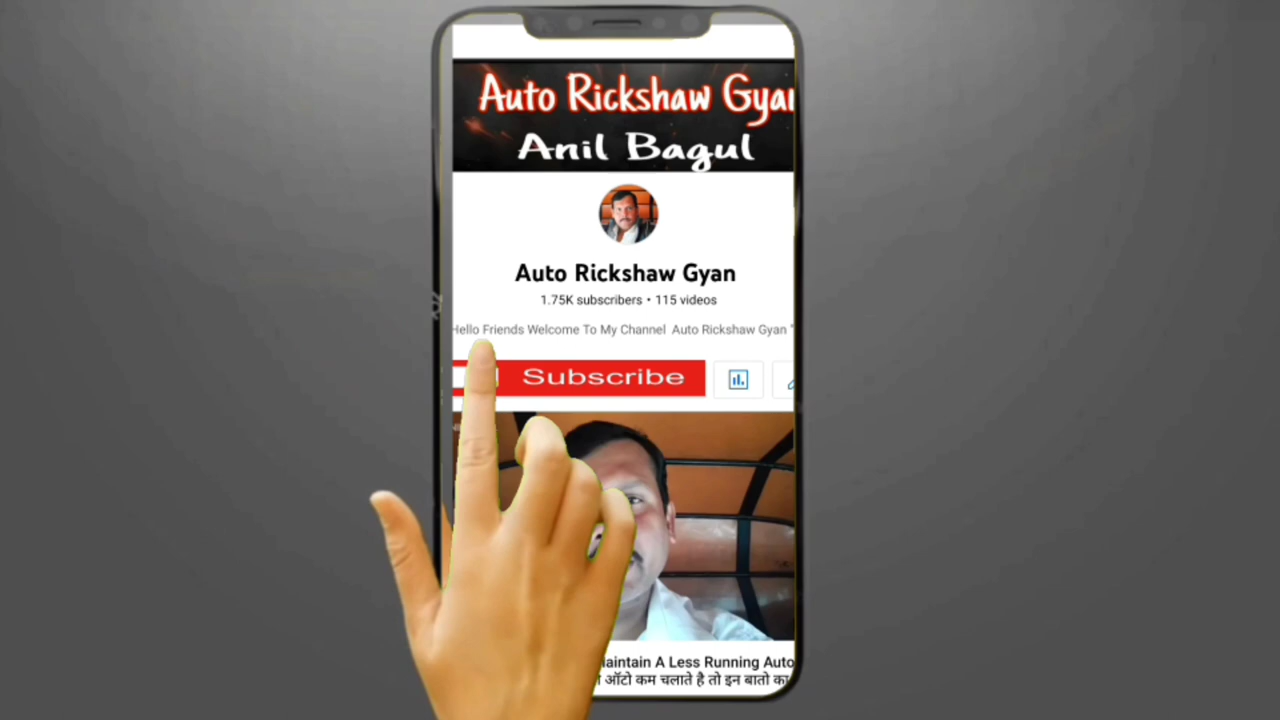 Auto Rickshaw Gyan
Anil Bagul
Auto Rickshaw Gyan
1.75K subscribers • 115 videos
Hello Friends Welcome To My Channel Auto Rickshaw Gyan "
Subscribe
Maintain A Less Running Auto
ऑटो कम चलाते है तो इन बातो का